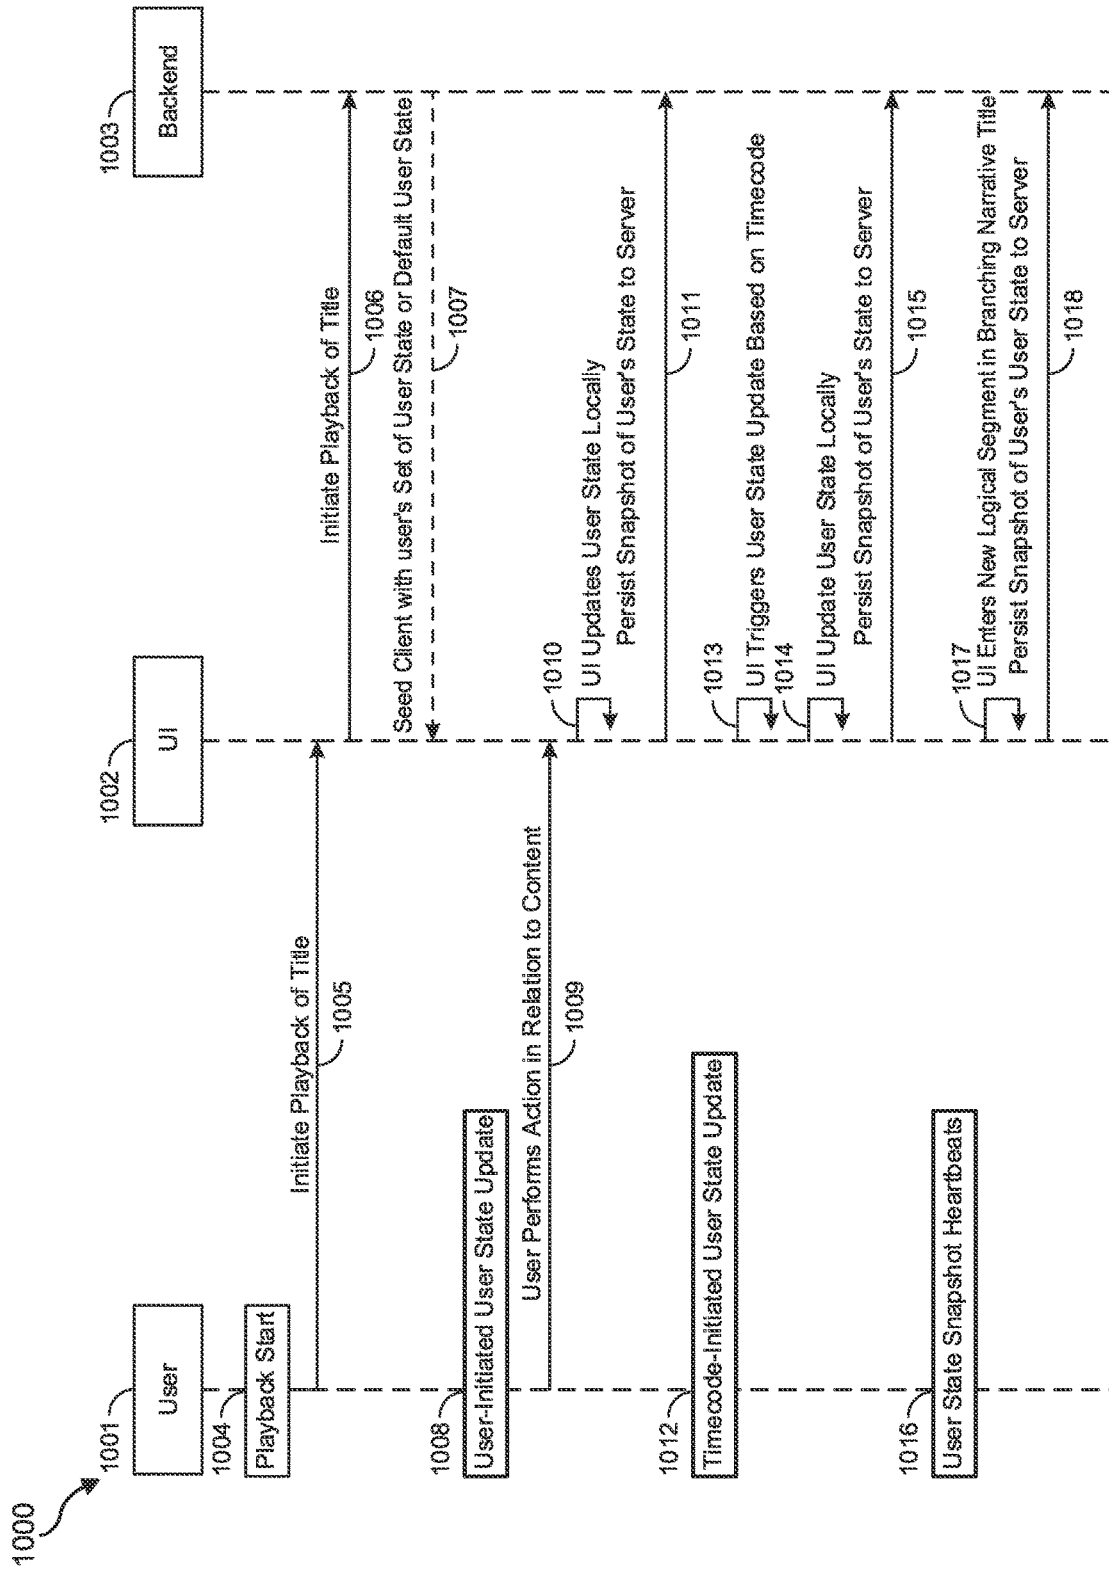 1000
1001
User
1002
UI
1003
Backend
1004
Playback Start
Initiate Playback of Title
1005
Initiate Playback of Title
1006
Seed Client with user's Set of User State or Default User State
1007
1008
User-Initiated User State Update
User Performs Action in Relation to Content
1009
1010
UI Updates User State Locally
Persist Snapshot of User's State to Server
1011
1012
Timecode-Initiated User State Update
1013
UI Triggers User State Update Based on Timecode
1014
UI Update User State Locally
Persist Snapshot of User's State to Server
1015
1016
User State Snapshot Heartbeats
1017
UI Enters New Logical Segment in Branching Narrative Title
Persist Snapshot of User's User State to Server
1018